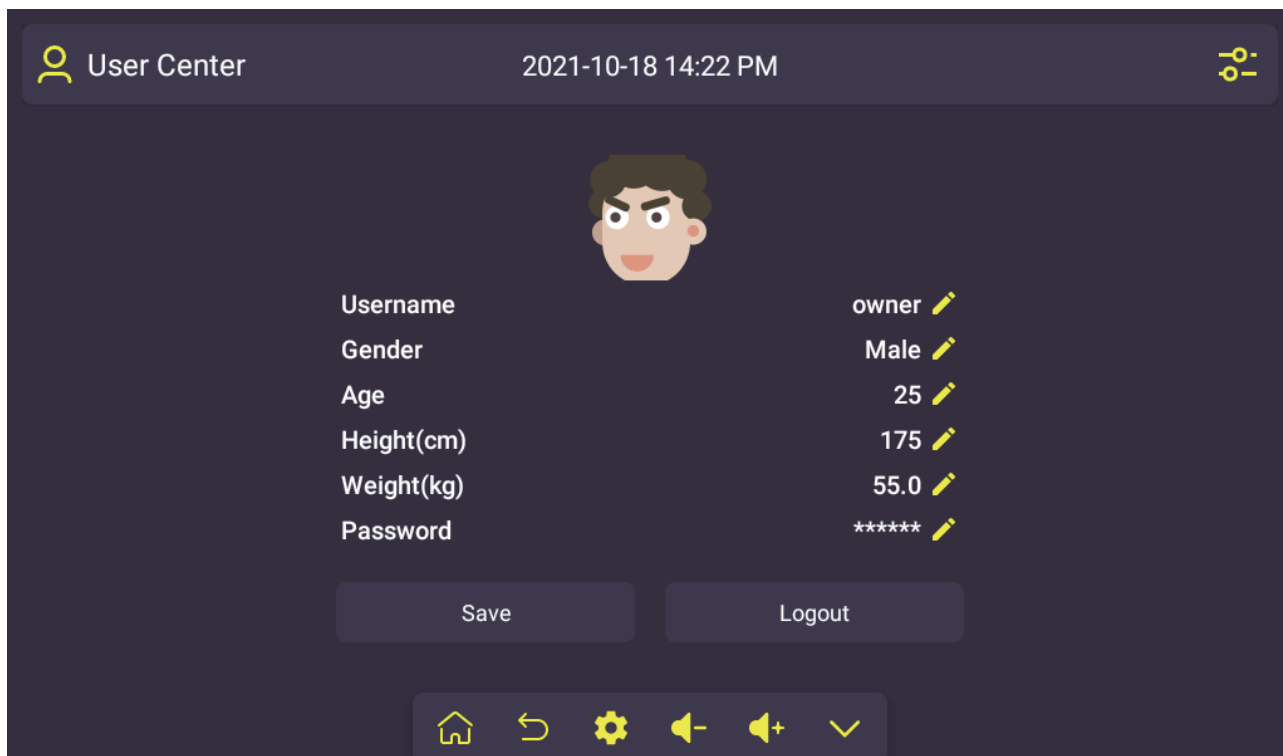 User Center 2021-10-18 14:22 PM
Username owner
Gender Male
Age 25
Height(cm) 175
Weight(kg) 55.0
Password ******
Save Logout